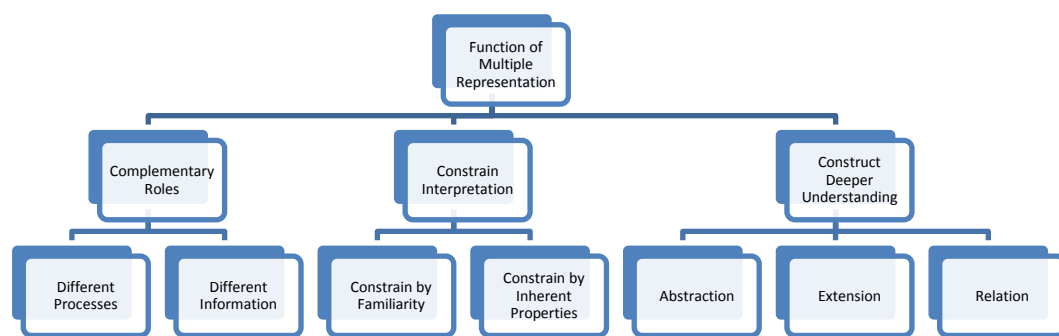 Function of
Multiple
Representation
Complementary
Roles
Constrain
Interpretation
Construct
Deeper
Understanding
Different
Processes
Different
Information
Constrain by
Familiarity
Constrain by
Inherent
Properties
Abstraction
Extension
Relation